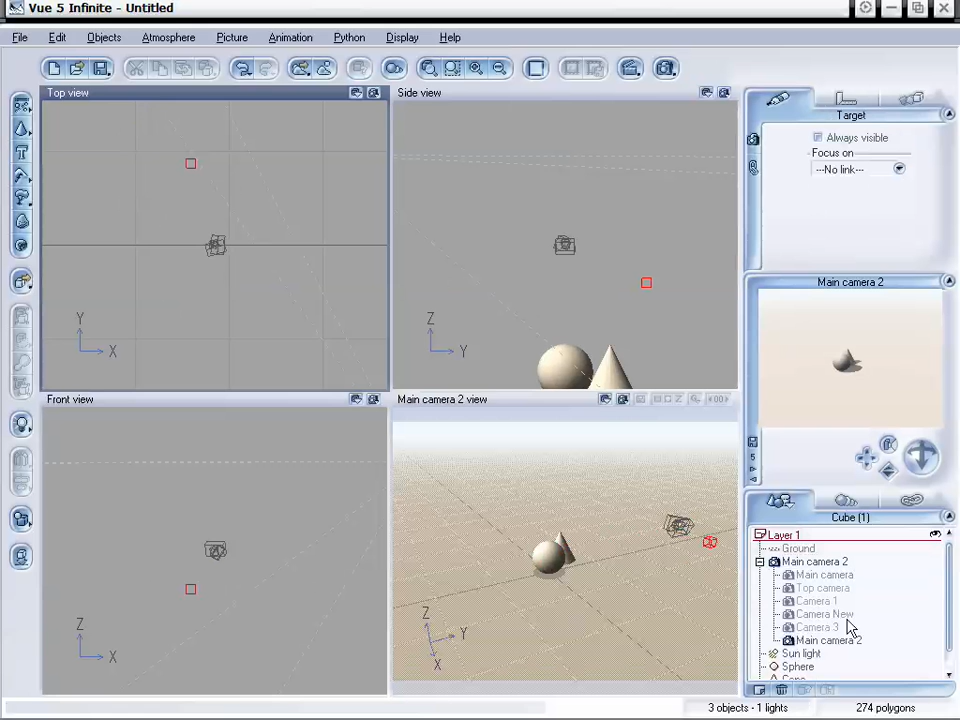 Vue 5 Infinite - Untitled
File Edit Objects Atmosphere Picture Animation Python Display Help
Top view
Side view
Target
Always visible
Focus on
---No link---
Y
X
Z
Y
Main camera 2
Front view
Main camera 2 view
5
Z
X
Z
Y
X
Cube (1)
Layer 1
Ground
Main camera 2
Main camera
Top camera
Camera 1
Camera New
Camera 3
Main camera 2
Sun light
Sphere
3 objects - 1 lights
274 polygons